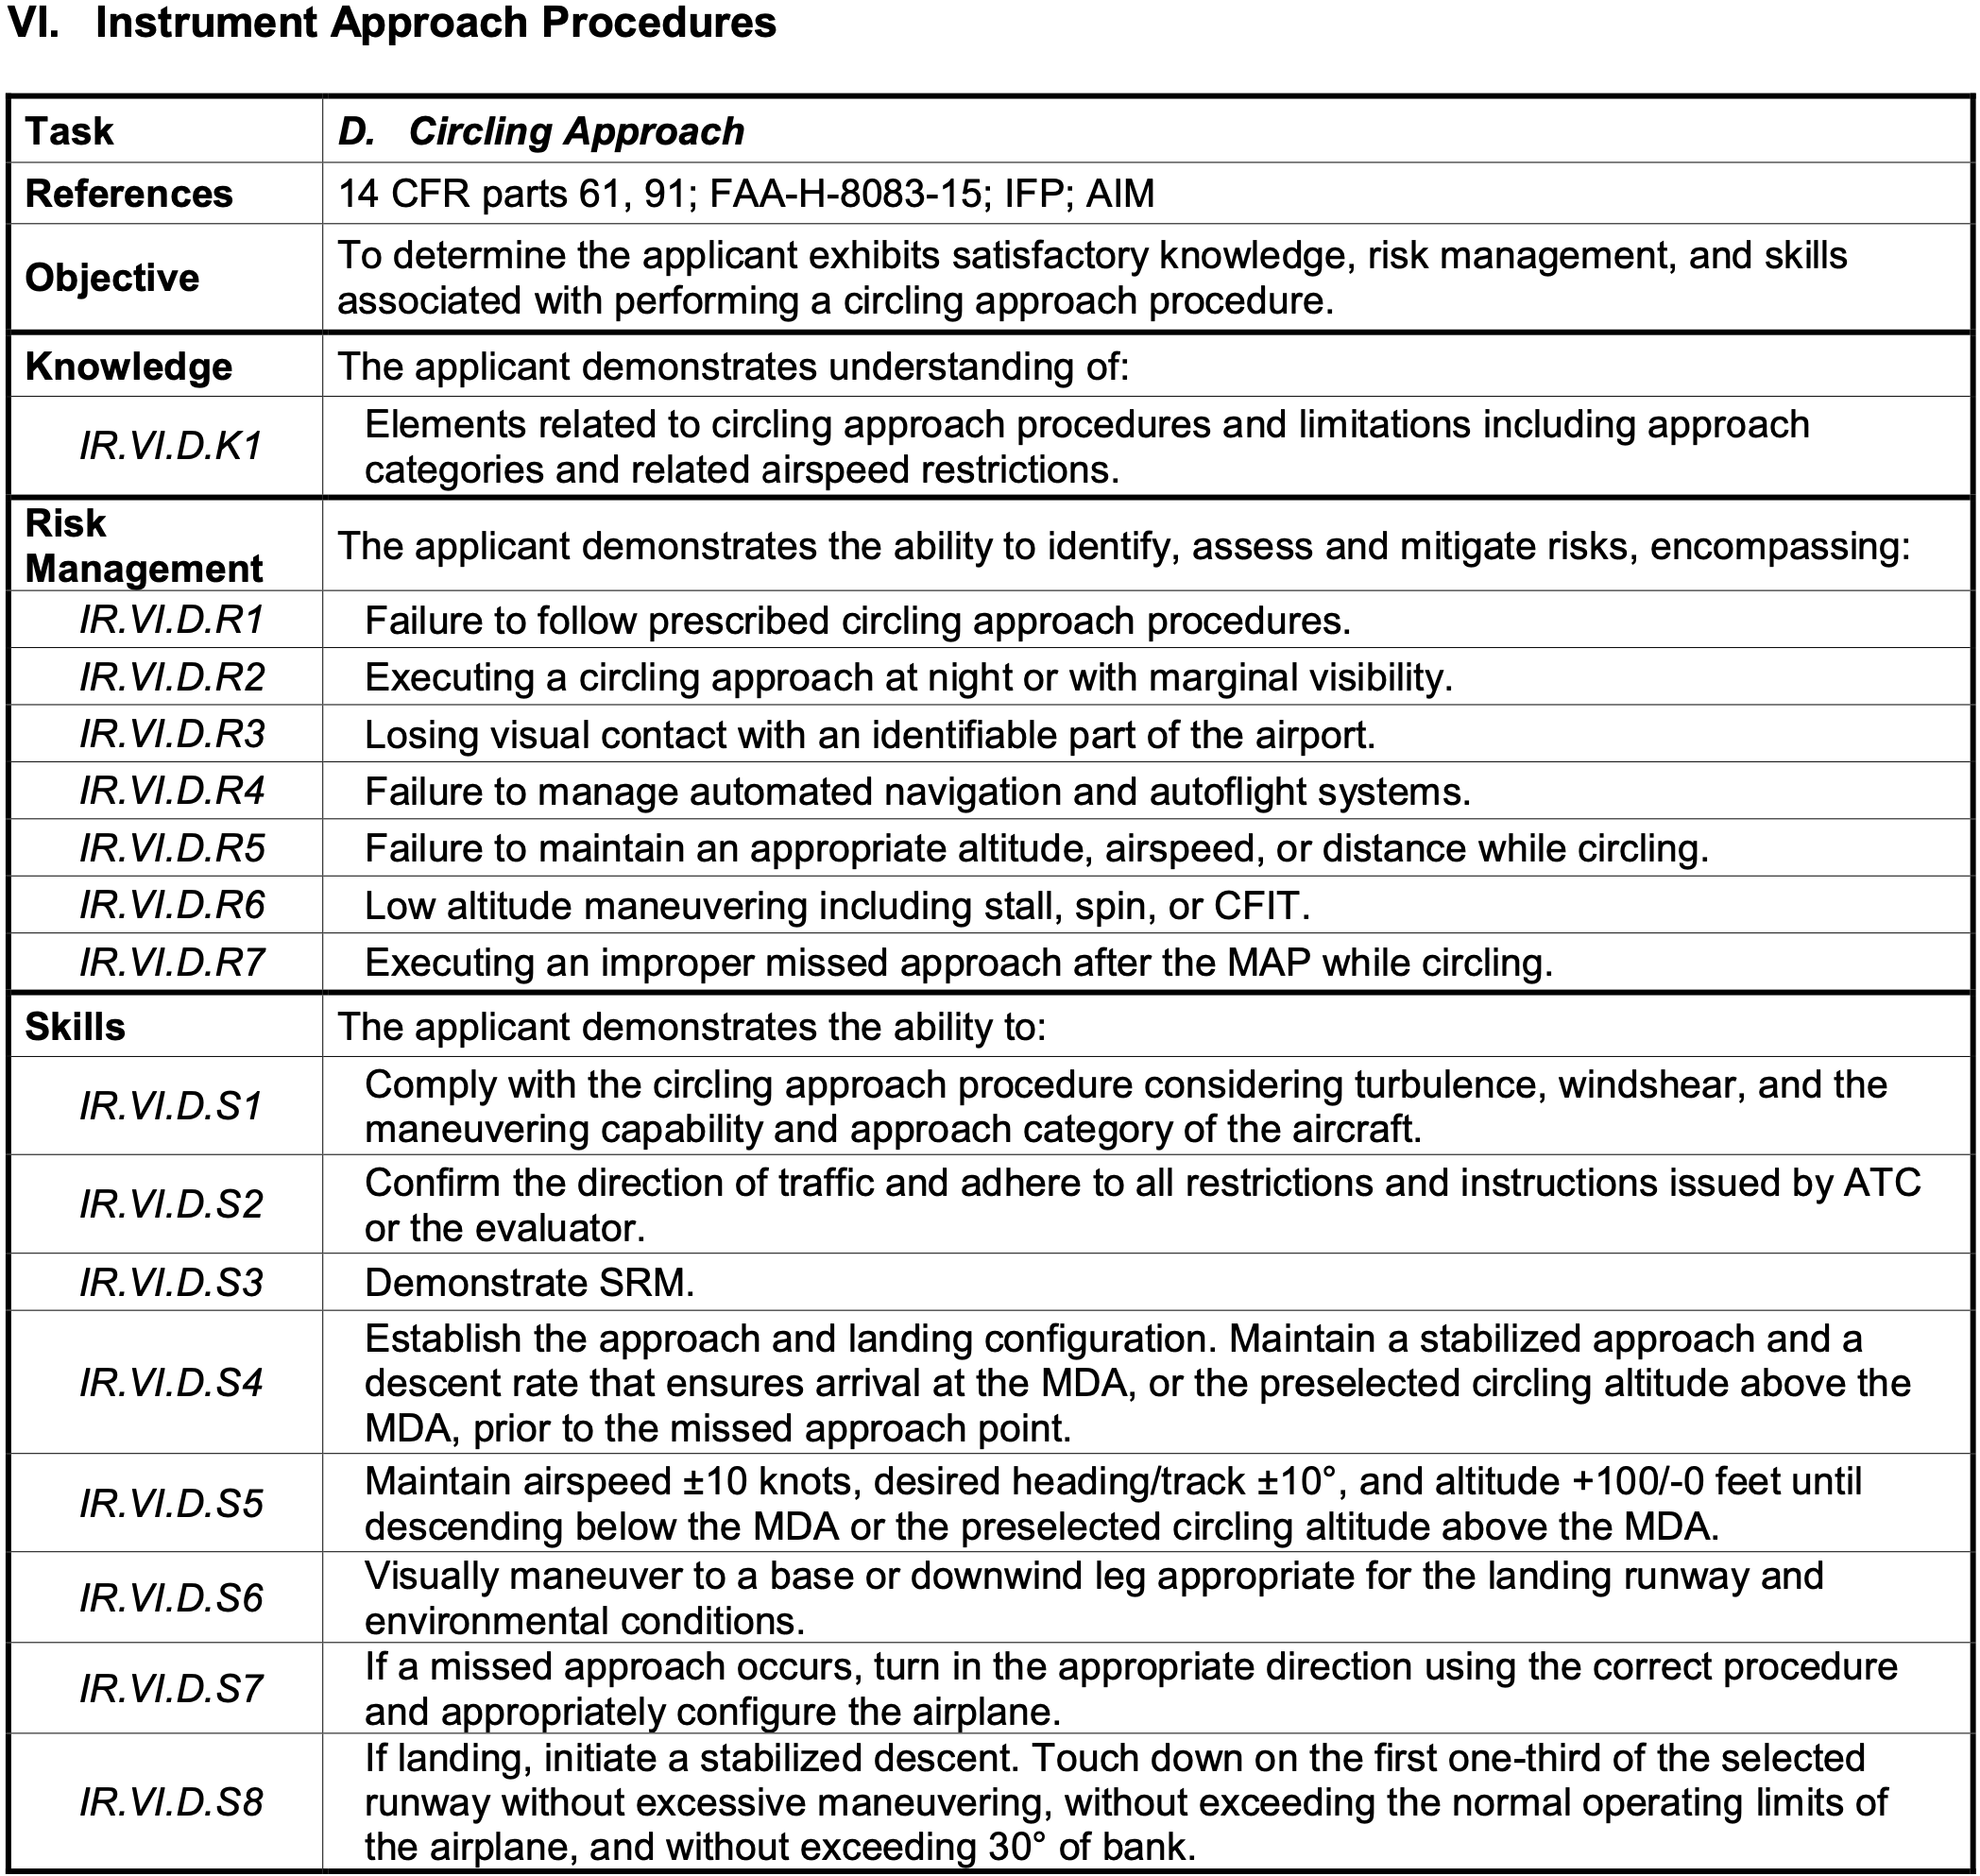 VI. Instrument Approach Procedures
Task
D. Circling Approach
References
14 CFR parts 61, 91; FAA-H-8083-15; IFP; AIM
Objective
To determine the applicant exhibits satisfactory knowledge, risk management, and skills
associated with performing a circling approach procedure.
Knowledge
The applicant demonstrates understanding of:
IR.VI.D.K1
Elements related to circling approach procedures and limitations including approach
categories and related airspeed restrictions.
Risk
Management
The applicant demonstrates the ability to identify, assess and mitigate risks, encompassing:
IR.VI.D.R1
Failure to follow prescribed circling approach procedures.
IR.VI.D.R2
Executing a circling approach at night or with marginal visibility.
IR.VI.D.R3
Losing visual contact with an identifiable part of the airport.
IR.VI.D.R4
Failure to manage automated navigation and autoflight systems.
IR.VI.D.R5
Failure to maintain an appropriate altitude, airspeed, or distance while circling.
IR.VI.D.R6
Low altitude maneuvering including stall, spin, or CFIT.
IR.VI.D.R7
Executing an improper missed approach after the MAP while circling.
Skills
The applicant demonstrates the ability to:
IR.VI.D.S1
Comply with the circling approach procedure considering turbulence, windshear, and the
maneuvering capability and approach category of the aircraft.
IR.VI.D.S2
Confirm the direction of traffic and adhere to all restrictions and instructions issued by ATC
or the evaluator.
IR.VI.D.S3
Demonstrate SRM.
IR.VI.D.S4
Establish the approach and landing configuration. Maintain a stabilized approach and a
descent rate that ensures arrival at the MDA, or the preselected circling altitude above the
MDA, prior to the missed approach point.
IR.VI.D.S5
Maintain airspeed ±10 knots, desired heading/track ±10°, and altitude +100/-0 feet until
descending below the MDA or the preselected circling altitude above the MDA.
IR.VI.D.S6
Visually maneuver to a base or downwind leg appropriate for the landing runway and
environmental conditions.
IR.VI.D.S7
If a missed approach occurs, turn in the appropriate direction using the correct procedure
and appropriately configure the airplane.
IR.VI.D.S8
If landing, initiate a stabilized descent. Touch down on the first one-third of the selected
runway without excessive maneuvering, without exceeding the normal operating limits of
the airplane, and without exceeding 30° of bank.